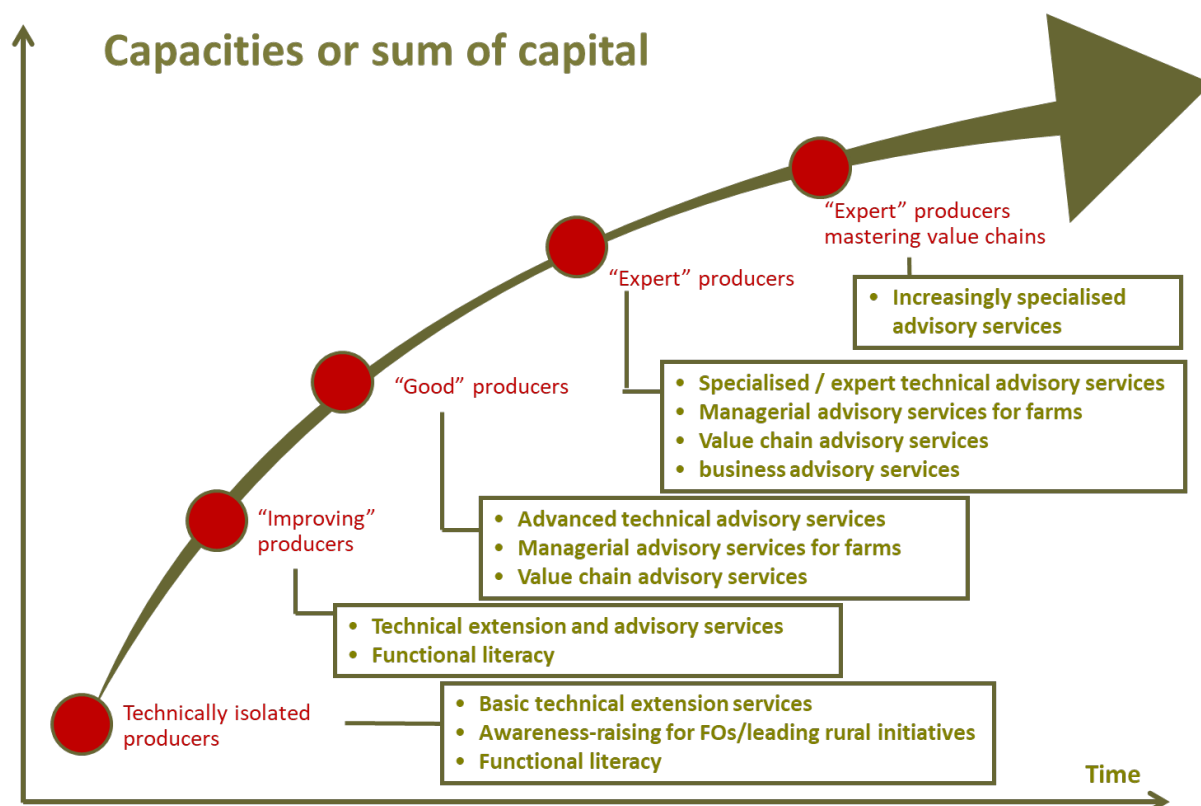 Capacities or sum of capital
“Expert” producers
mastering value chains
• Increasingly specialised
advisory services
“Expert” producers
• Specialised / expert technical advisory services
• Managerial advisory services for farms
• Value chain advisory services
• business advisory services
“Good” producers
• Advanced technical advisory services
• Managerial advisory services for farms
• Value chain advisory services
“Improving”
producers
• Technical extension and advisory services
• Functional literacy
Technically isolated
producers
• Basic technical extension services
• Awareness-raising for FOs/leading rural initiatives
• Functional literacy
Time